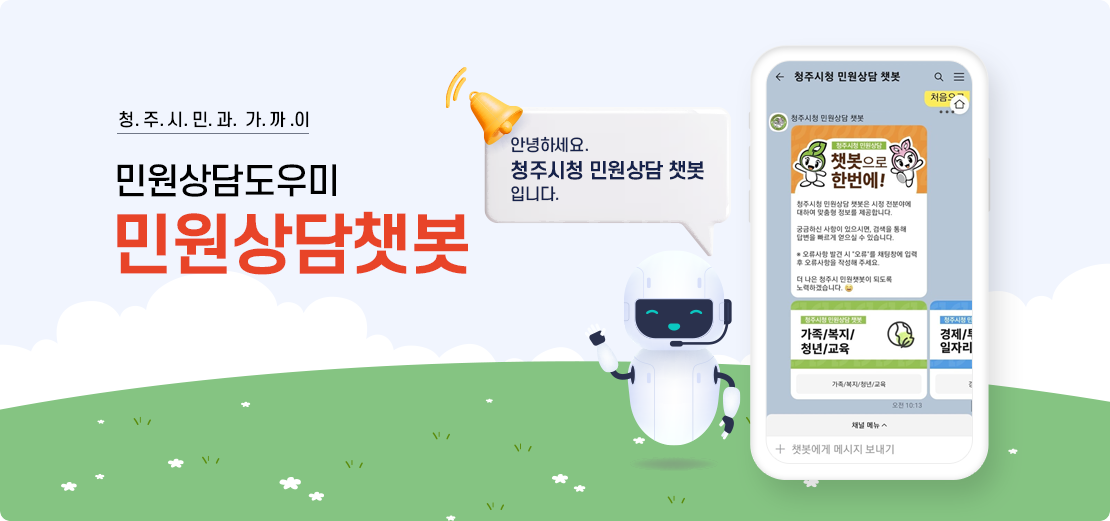 청.주.시.민.과. 가.까.이
민원상담도우미
민원상담챗봇
안녕하세요.
청주시청 민원상담 챗봇
입니다.
청주시청 민원상담 챗봇
처음으로
청주시청 민원상담 챗봇
청주시청 민원상담
챗봇으로
한번에!
청주시청 민원상담 챗봇은 시정 전분야에
대하여 맞춤형 정보를 제공합니다.
궁금하신 사항이 있으시면, 검색을 통해
답변을 빠르게 얻으실 수 있습니다.
※ 오류사항 발견 시 "오류"를 채팅창에 입력
후 오류사항을 작성해 주세요.
더 나은 청주시 민원챗봇이 되도록
노력하겠습니다. 😄
청주시청 민원상담 챗봇
가족/복지/
청년/교육
가족/복지/청년/교육
청주시청 민원
경제/
일자리
오전 10:13
채널 메뉴
챗봇에게 메시지 보내기